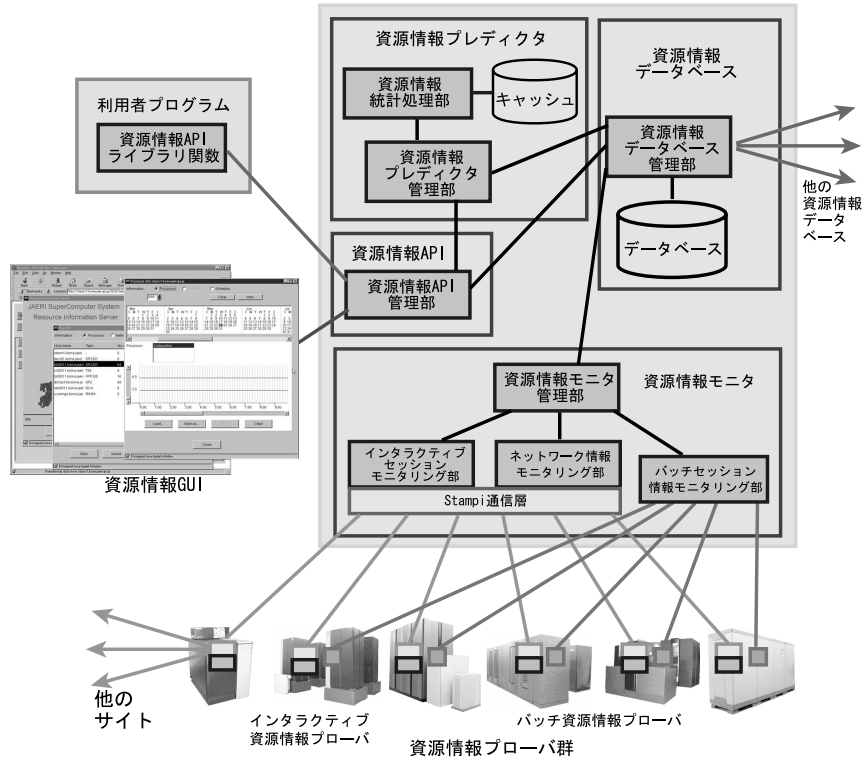 資源情報プレディクタ
資源情報
統計処理部
キャッシュ
資源情報
プレディクタ
管理部
資源情報
データベース
資源情報
データベース
管理部
データベース
他の
資源情報
データ
ベース
利用者プログラム
資源情報API
ライブラリ関数
資源情報API
資源情報API
管理部
JAERI SuperComputer System
Resource Information Server
Clear
View
Load..
Save as..
Clear
Close
資源情報GUI
資源情報モニタ
管理部
資源情報モニタ
インタラクティブ
セッション
モニタリング部
ネットワーク情報
モニタリング部
バッチセッション
情報モニタリング部
Stampi通信層
他の
サイト
インタラクティブ
資源情報プローバ
バッチ資源情報プローバ
資源情報プローバ群